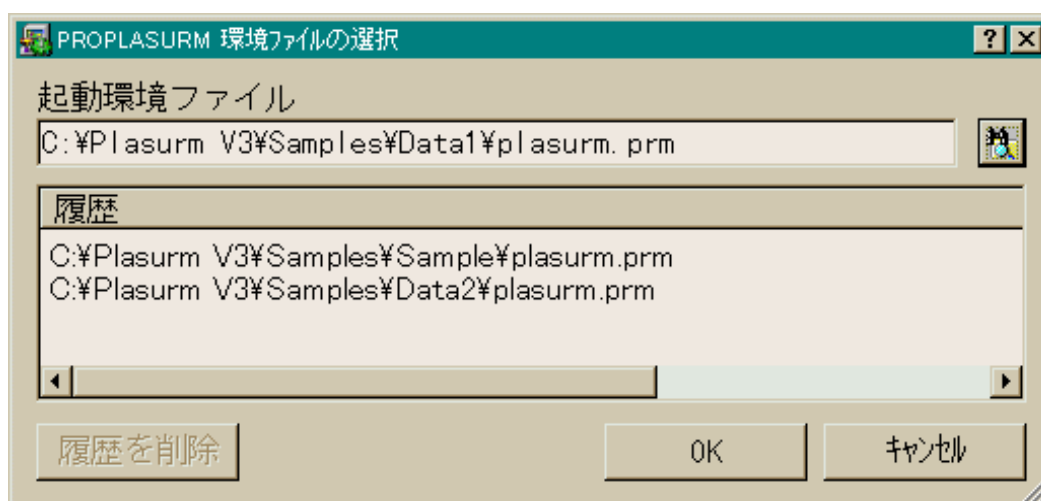 PROPLASURM 環境ﾌｧｲﾙの選択
起動環境ファイル
C:¥Plasurm V3¥Samples¥Data1¥plasurm.prm
履歴
C:¥Plasurm V3¥Samples¥Sample¥plasurm.prm
C:¥Plasurm V3¥Samples¥Data2¥plasurm.prm
履歴を削除 OK ｷｬﾝｾﾙ